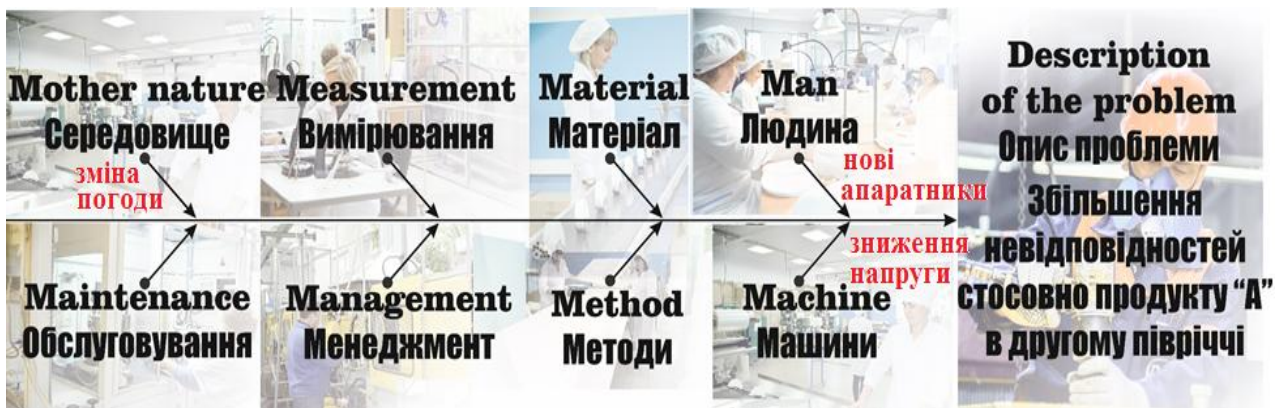 Mother nature
Середовище
зміна
погоди
Measurement
Вимірювання
Material
Матеріал
Man
Людина
нові
апаратники
Maintenance
Обслуговування
Management
Менеджмент
Method
Методи
Machine
Машини
зниження
напруги
Description
of the problem
Опис проблеми
Збільшення
невідповідностей
стосовно продукту “А”
в другому півріччі